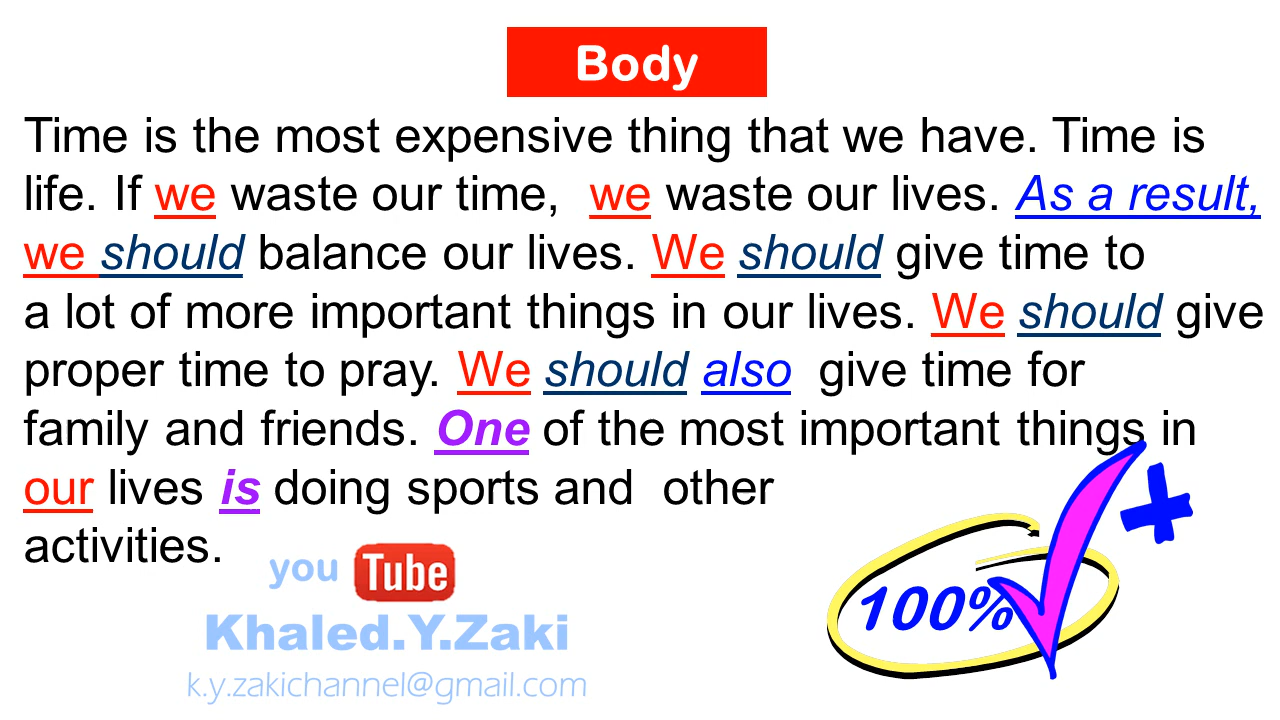 Body
Time is the most expensive thing that we have. Time is
life. If we waste our time, we waste our lives. As a result,
we should balance our lives. We should give time to
a lot of more important things in our lives. We should give
proper time to pray. We should also give time for
family and friends. One of the most important things in
our lives is doing sports and other
activities.
you Tube
100%
Khaled.Y.Zaki
k.y.zakichannel@gmail.com